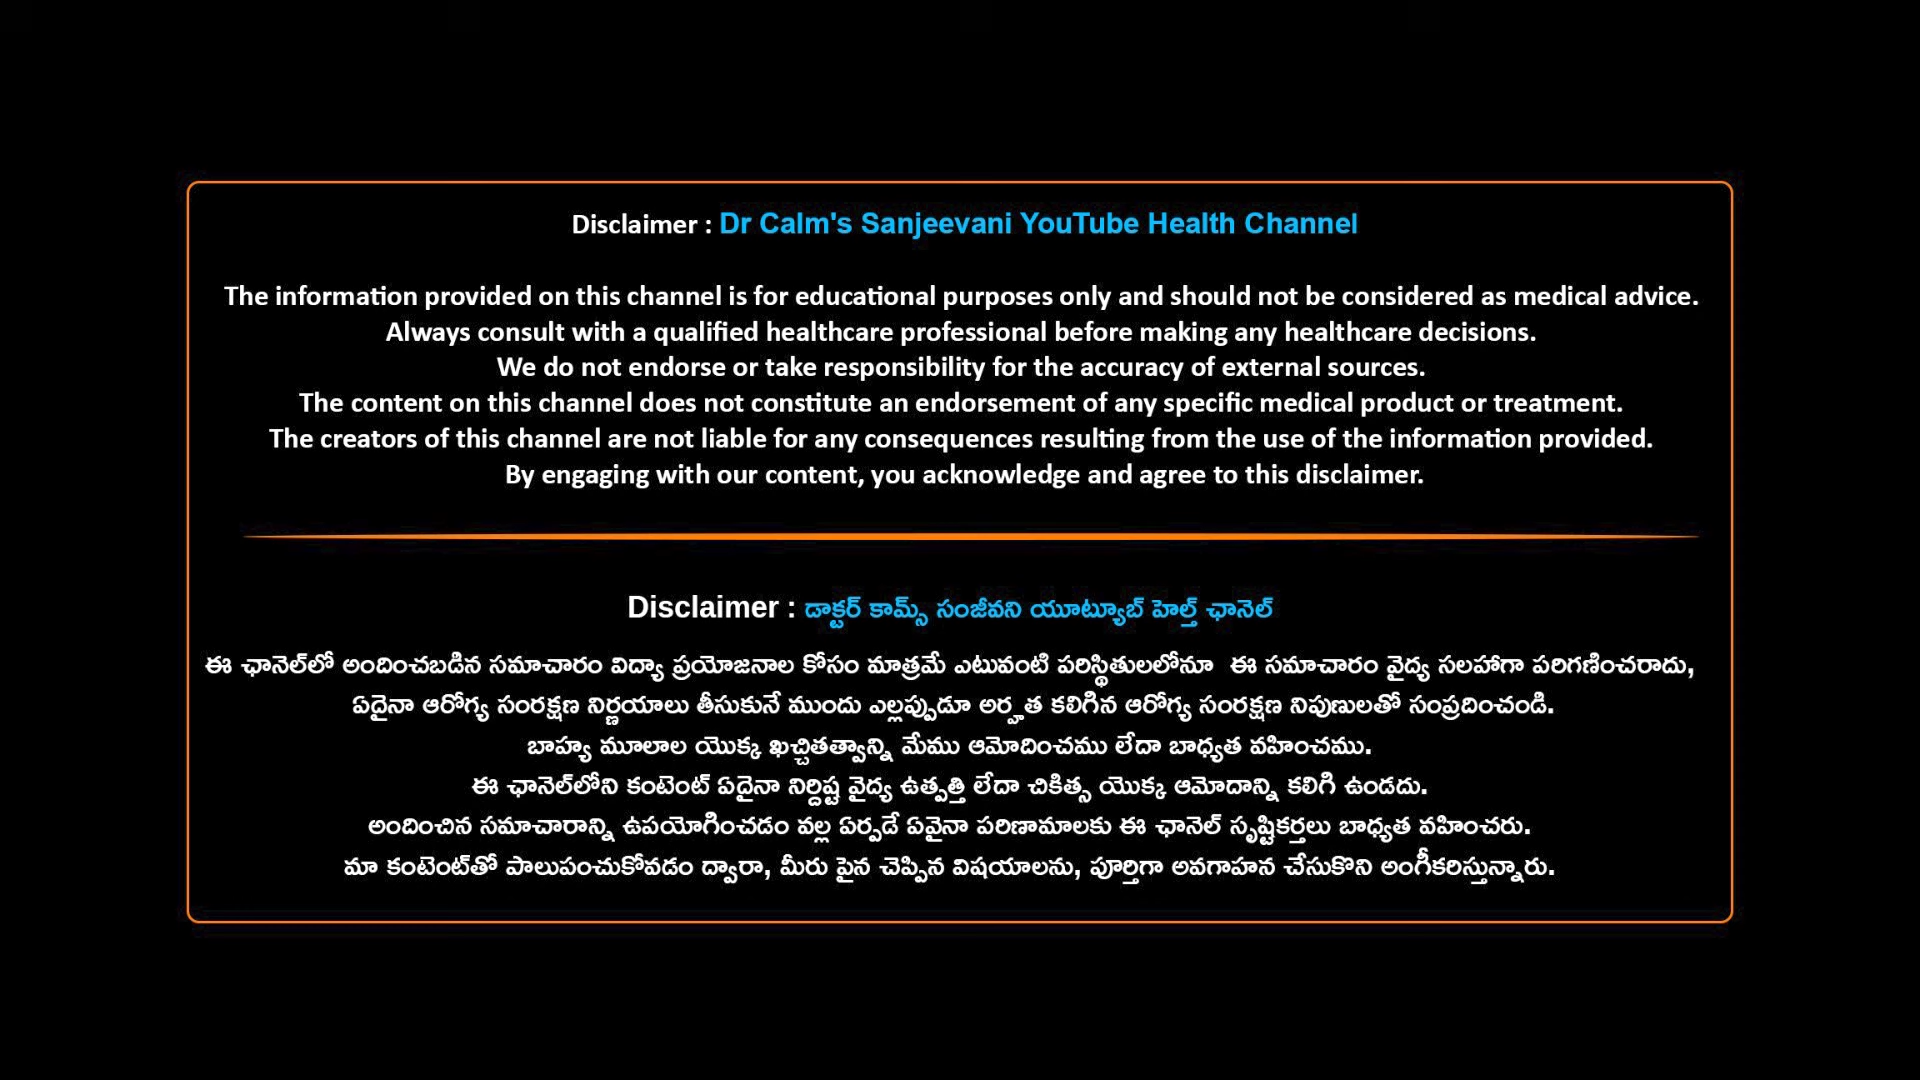 Disclaimer : Dr Calm's Sanjeevani YouTube Health Channel
The information provided on this channel is for educational purposes only and should not be considered as medical advice.
Always consult with a qualified healthcare professional before making any healthcare decisions.
We do not endorse or take responsibility for the accuracy of external sources.
The content on this channel does not constitute an endorsement of any specific medical product or treatment.
The creators of this channel are not liable for any consequences resulting from the use of the information provided.
By engaging with our content, you acknowledge and agree to this disclaimer.
Disclaimer : డాక్టర్ కామ్స్ సంజీవని యూట్యూబ్ హెల్త్ ఛానెల్
ఈ ఛానెల్‌లో అందించబడిన సమాచారం విద్యా ప్రయోజనాల కోసం మాత్రమే ఎటువంటి పరిస్థితులలోనూ ఈ సమాచారం వైద్య సలహాగా పరిగణించరాదు,
ఏదైనా ఆరోగ్య సంరక్షణ నిర్ణయాలు తీసుకునే ముందు ఎల్లప్పుడూ అర్హత కలిగిన ఆరోగ్య సంరక్షణ నిపుణులతో సంప్రదించండి.
బాహ్య మూలాల యొక్క ఖచ్చితత్వాన్ని మేము ఆమోదించము లేదా బాధ్యత వహించము.
ఈ ఛానెల్‌లోని కంటెంట్ ఏదైనా నిర్దిష్ట వైద్య ఉత్పత్తి లేదా చికిత్స యొక్క ఆమోదాన్ని కలిగి ఉండదు.
అందించిన సమాచారాన్ని ఉపయోగించడం వల్ల ఏర్పడే ఏవైనా పరిణామాలకు ఈ ఛానెల్ సృష్టికర్తలు బాధ్యత వహించరు.
మా కంటెంట్‌తో పాలుపంచుకోవడం ద్వారా, మీరు పైన చెప్పిన విషయాలను, పూర్తిగా అవగాహన చేసుకొని అంగీకరిస్తున్నారు.